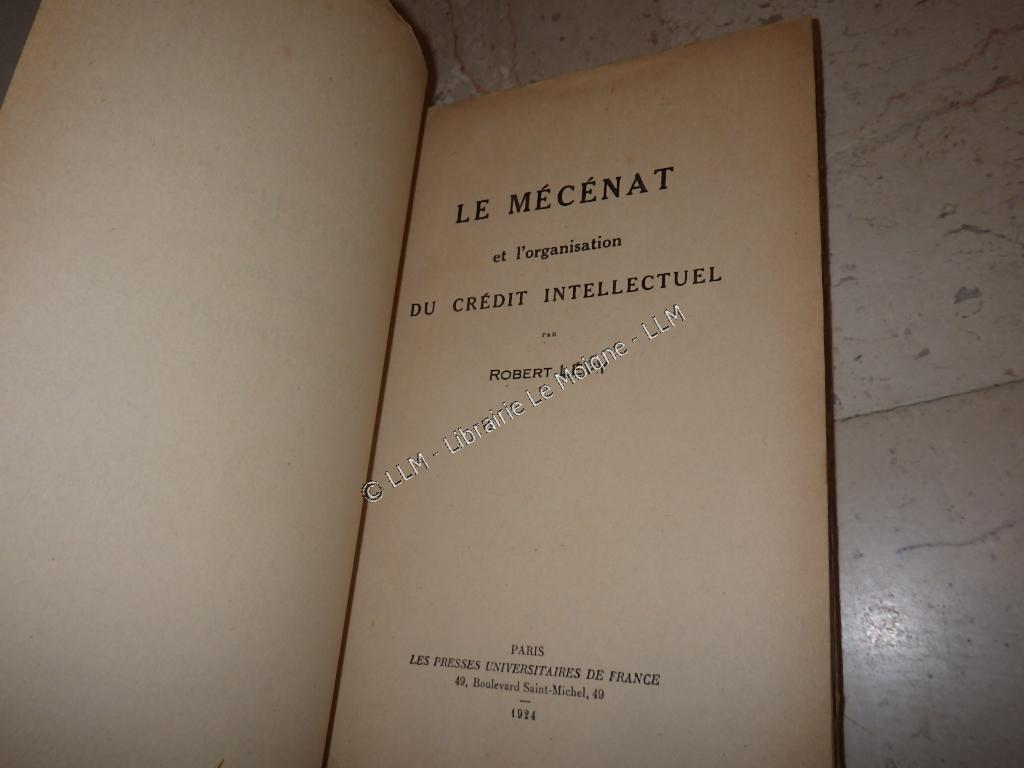 LE MÉCÉNAT
et l'organisation
DU CRÉDIT INTELLECTUEL
PAR
ROBERT
© LLM - Librairie Le Moigne - LLM
PARIS
LES PRESSES UNIVERSITAIRES DE FRANCE
49, Boulevard Saint-Michel, 49
1924